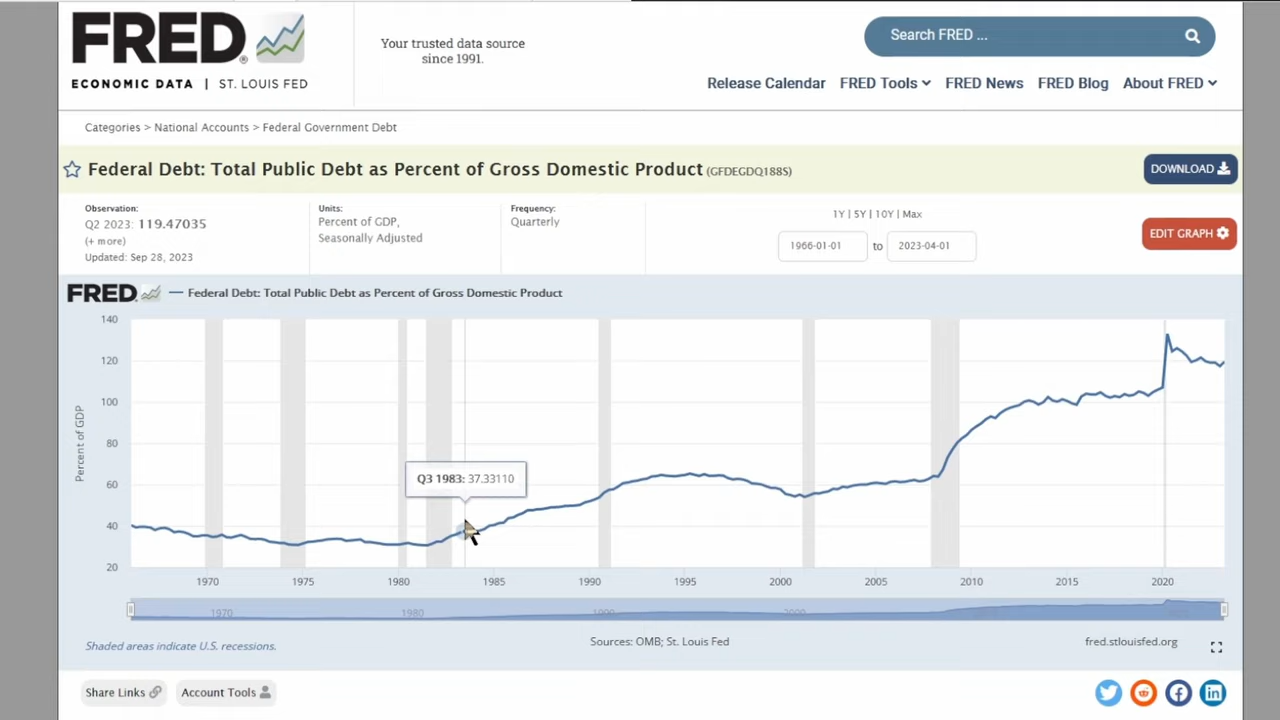 FRED®
ECONOMIC DATA | ST. LOUIS FED
Your trusted data source
since 1991.
Search FRED ...
Release Calendar FRED Tools FRED News FRED Blog About FRED
Categories > National Accounts > Federal Government Debt
Federal Debt: Total Public Debt as Percent of Gross Domestic Product (GFDEGDQ188S)
DOWNLOAD
Observation:
Q2 2023: 119.47035
(+ more)
Updated: Sep 28, 2023
Units:
Percent of GDP,
Seasonally Adjusted
Frequency:
Quarterly
1Y | 5Y | 10Y | Max
1966-01-01 to 2023-04-01
EDIT GRAPH
FRED Federal Debt: Total Public Debt as Percent of Gross Domestic Product
Percent of GDP
140
120
100
80
60
40
20
Q3 1983: 37.33110
1970 1975 1980 1985 1990 1995 2000 2005 2010 2015 2020
1970 1980 1990 2000
Shaded areas indicate U.S. recessions.
Sources: OMB; St. Louis Fed
fred.stlouisfed.org
Share Links
Account Tools